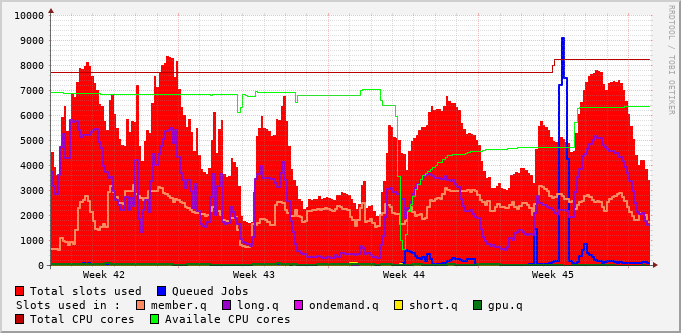 10000
9000
8000
7000
6000
5000
4000
3000
2000
1000
0
Week 42 Week 43 Week 44 Week 45
Total slots used Queued Jobs
Slots used in : member.q long.q ondemand.q short.q gpu.q
Total CPU cores Availale CPU cores
RRDTOOL / TOBI OETIKER